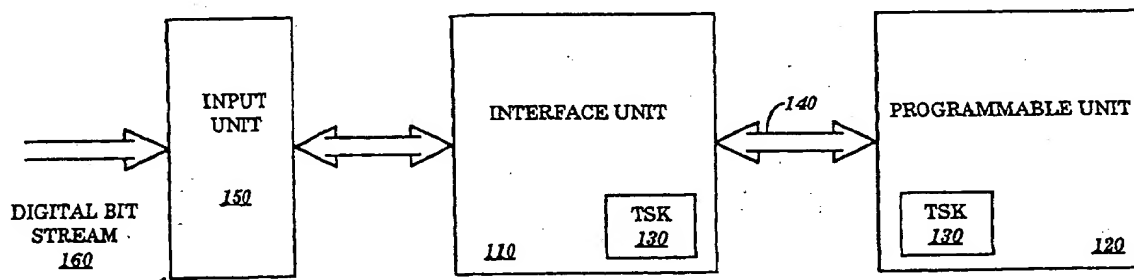 INPUT
UNIT
150
DIGITAL BIT
STREAM
160
INTERFACE UNIT
TSK
130
110
140
PROGRAMMABLE UNIT
TSK
130
120